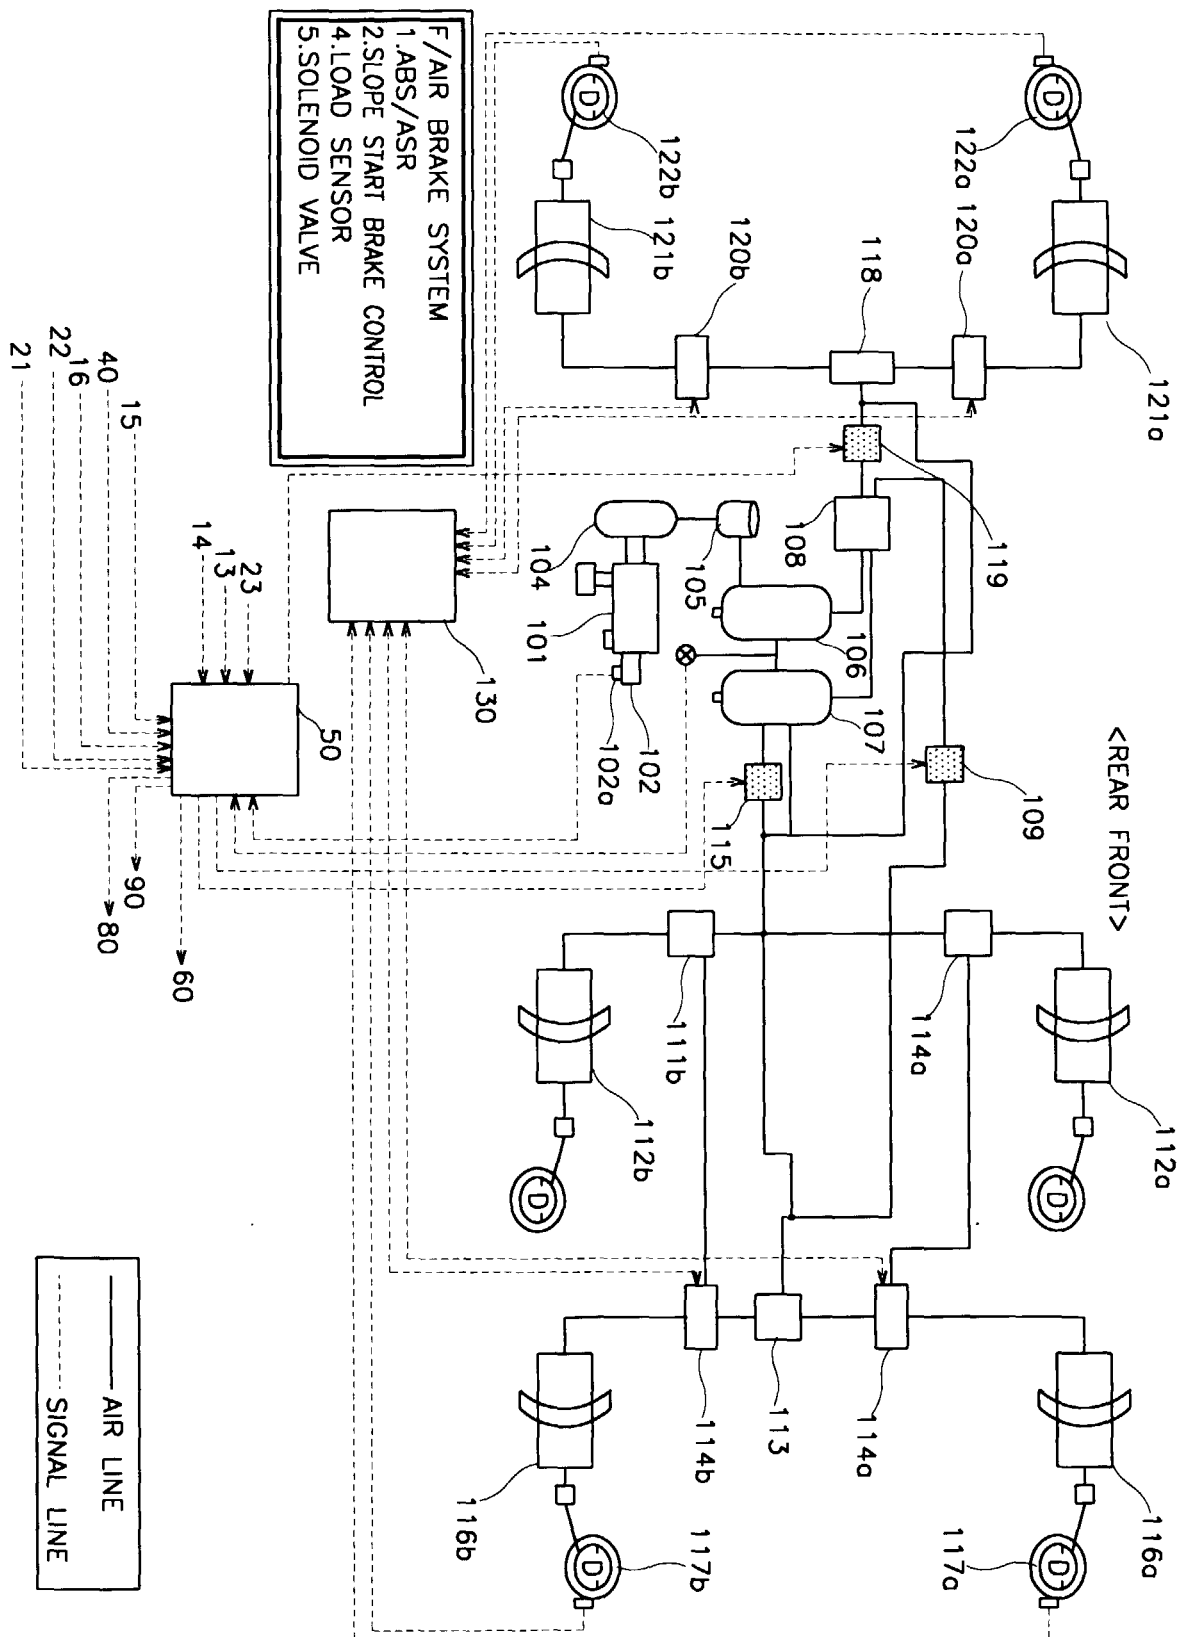 F/AIR BRAKE SYSTEM
1.ABS/ASR
2.SLOPE START BRAKE CONTROL
4.LOAD SENSOR
5.SOLENOID VALVE
<REAR FRONT>
121a
122a 120a
118
120b
121b
122b
119
108
105
104
106
107
101
102
102a
130
109
115
114a
111b
112a
112b
113
114a
114b
116a
116b
117a
117b
D
D
D
D
D
D
50
23
13
14
15
40
16
22
21
90
80
60
AIR LINE
SIGNAL LINE